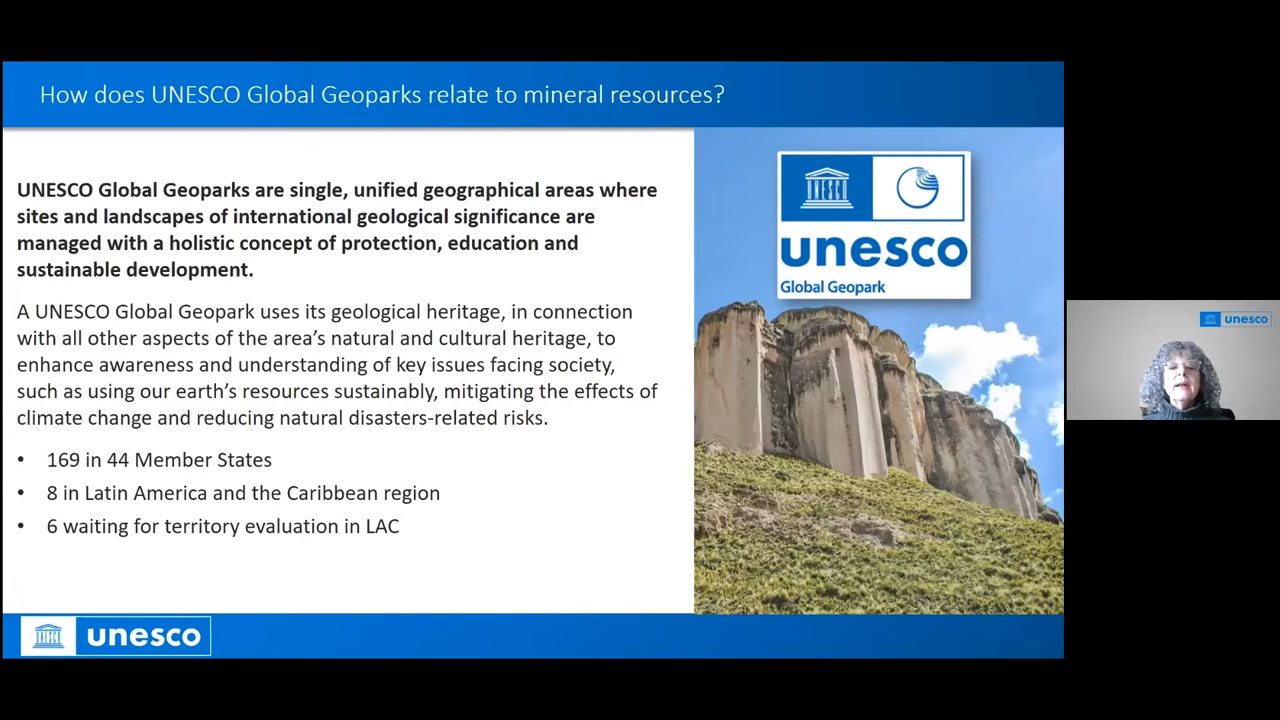 How does UNESCO Global Geoparks relate to mineral resources?
UNESCO Global Geoparks are single, unified geographical areas where
sites and landscapes of international geological significance are
managed with a holistic concept of protection, education and
sustainable development.
A UNESCO Global Geopark uses its geological heritage, in connection
with all other aspects of the area’s natural and cultural heritage, to
enhance awareness and understanding of key issues facing society,
such as using our earth’s resources sustainably, mitigating the effects of
climate change and reducing natural disasters-related risks.
• 169 in 44 Member States
• 8 in Latin America and the Caribbean region
• 6 waiting for territory evaluation in LAC
unesco
Global Geopark
unesco
unesco